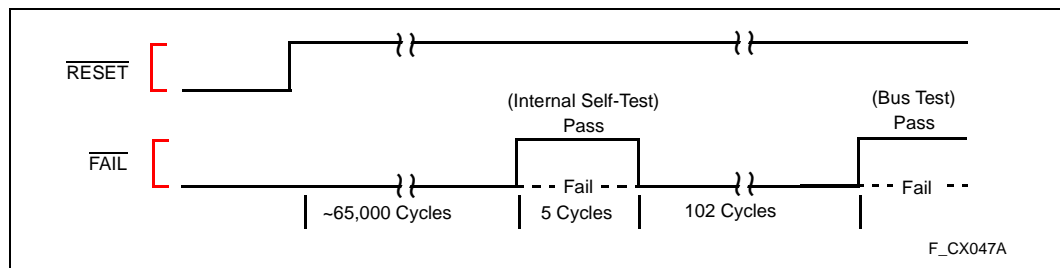 RESET
(Internal Self-Test)
Pass
(Bus Test)
Pass
FAIL
Fail
Fail
~65,000 Cycles
5 Cycles
102 Cycles
F_CX047A